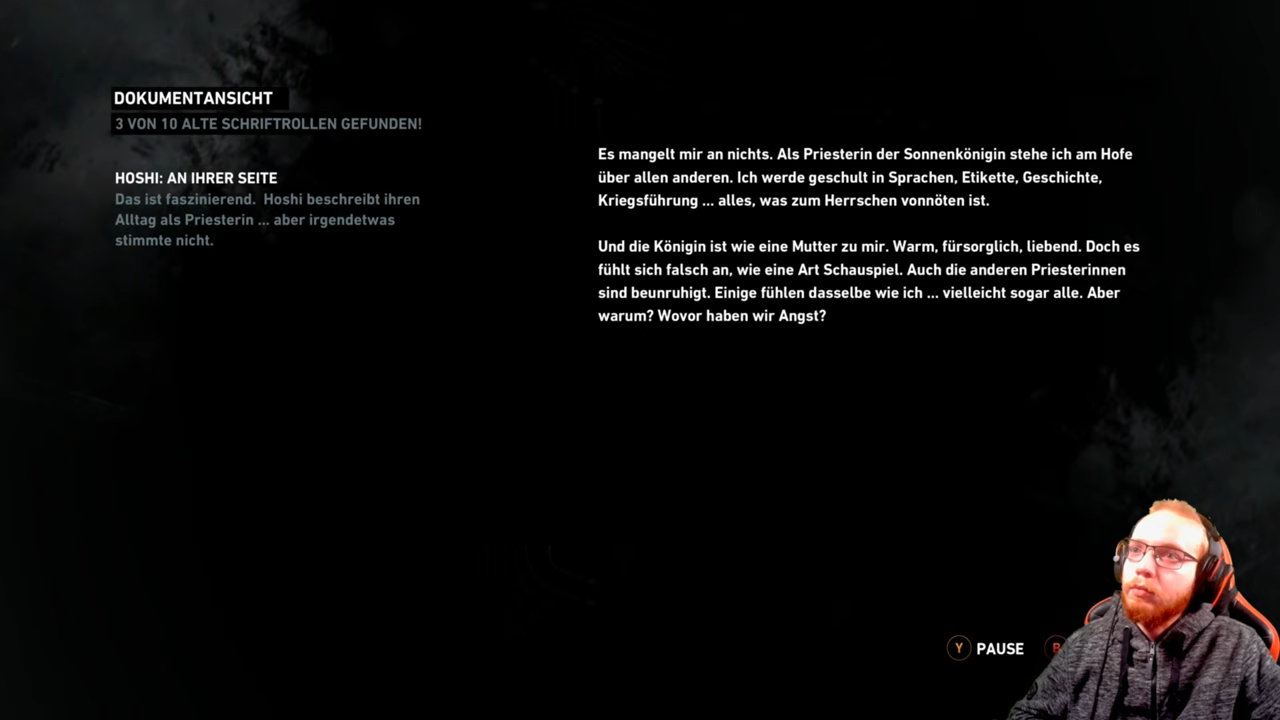 DOKUMENTANSICHT
3 VON 10 ALTE SCHRIFTROLLEN GEFUNDEN!
HOSHI: AN IHRER SEITE
Das ist faszinierend. Hoshi beschreibt ihren
Alltag als Priesterin ... aber irgendetwas
stimmte nicht.
Es mangelt mir an nichts. Als Priesterin der Sonnenkönigin stehe ich am Hofe
über allen anderen. Ich werde geschult in Sprachen, Etikette, Geschichte,
Kriegsführung ... alles, was zum Herrschen vonnöten ist.
Und die Königin ist wie eine Mutter zu mir. Warm, fürsorglich, liebend. Doch es
fühlt sich falsch an, wie eine Art Schauspiel. Auch die anderen Priesterinnen
sind beunruhigt. Einige fühlen dasselbe wie ich ... vielleicht sogar alle. Aber
warum? Wovor haben wir Angst?
Y PAUSE B